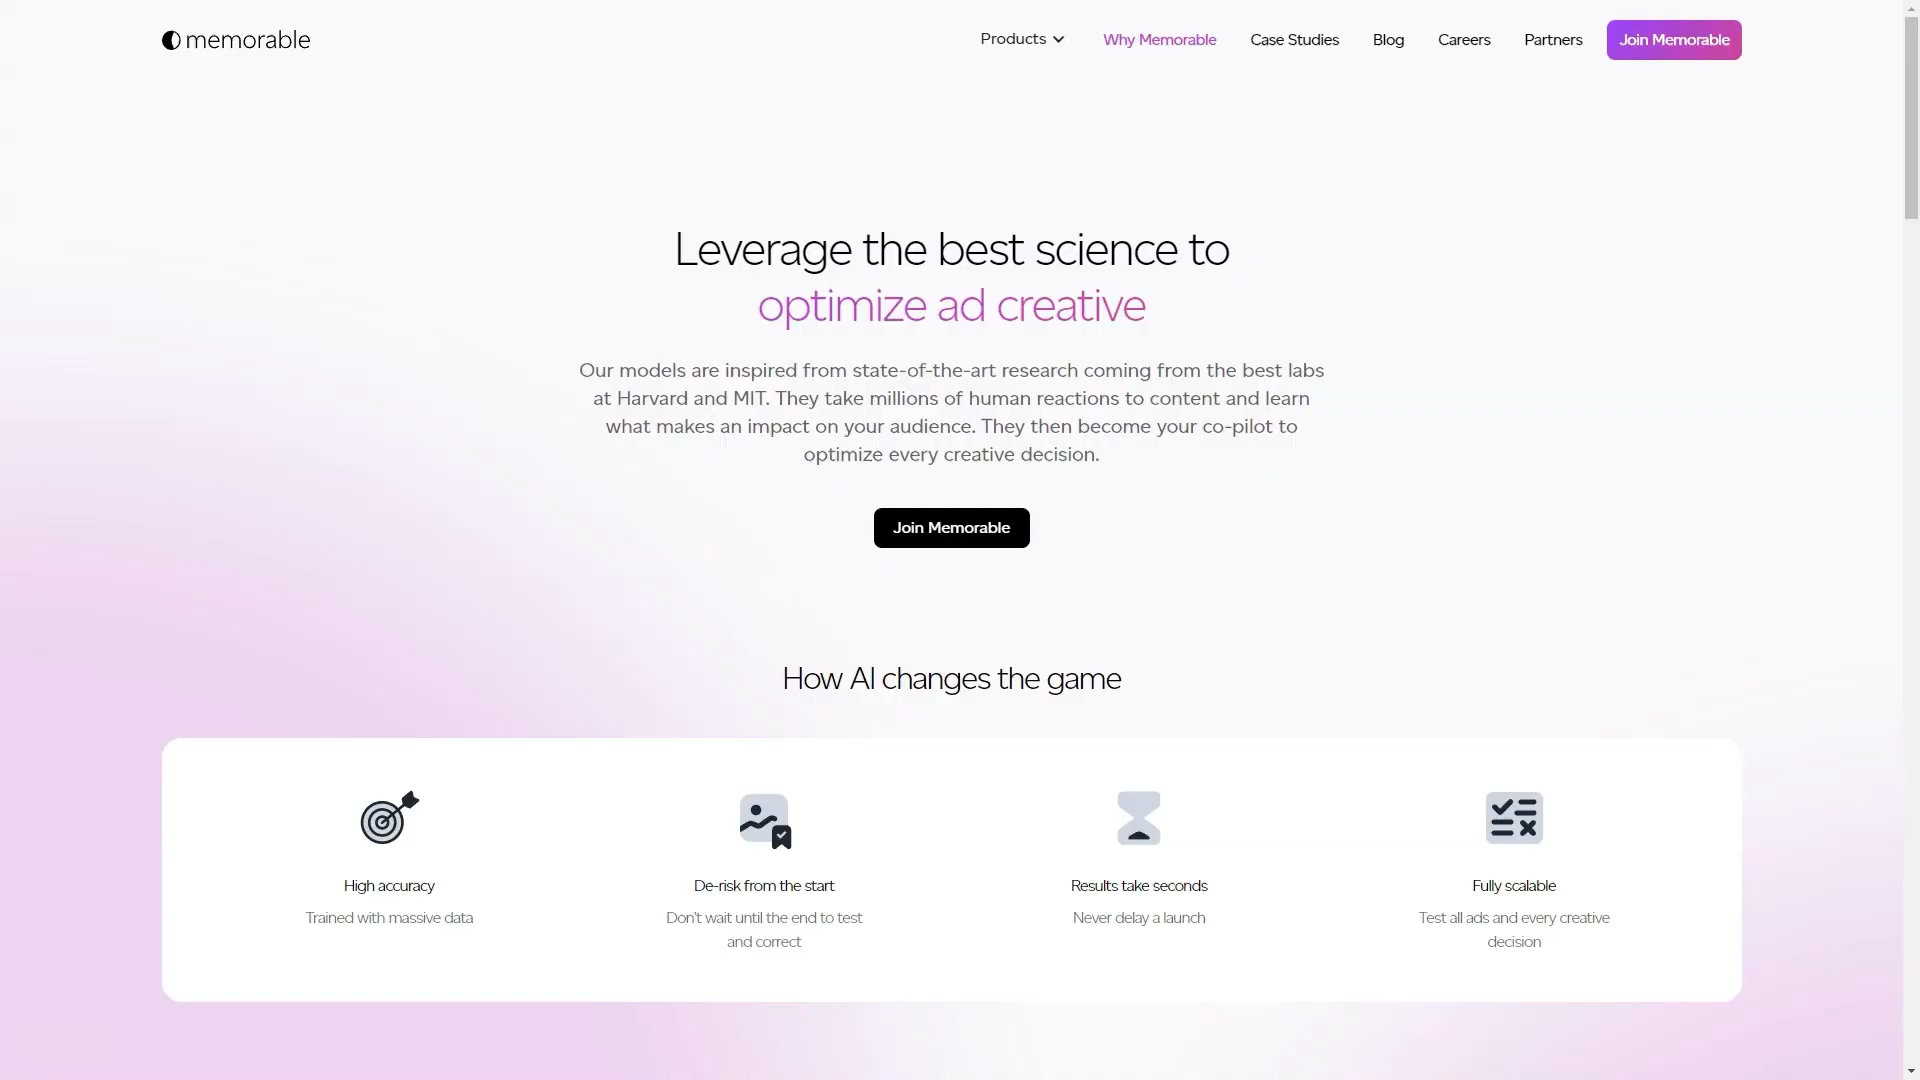 memorable
Products
Why Memorable
Case Studies
Blog
Careers
Partners
Join Memorable
Leverage the best science to
optimize ad creative
Our models are inspired from state-of-the-art research coming from the best labs
at Harvard and MIT. They take millions of human reactions to content and learn
what makes an impact on your audience. They then become your co-pilot to
optimize every creative decision.
Join Memorable
How AI changes the game
High accuracy
Trained with massive data
De-risk from the start
Don't wait until the end to test
and correct
Results take seconds
Never delay a launch
Fully scalable
Test all ads and every creative
decision